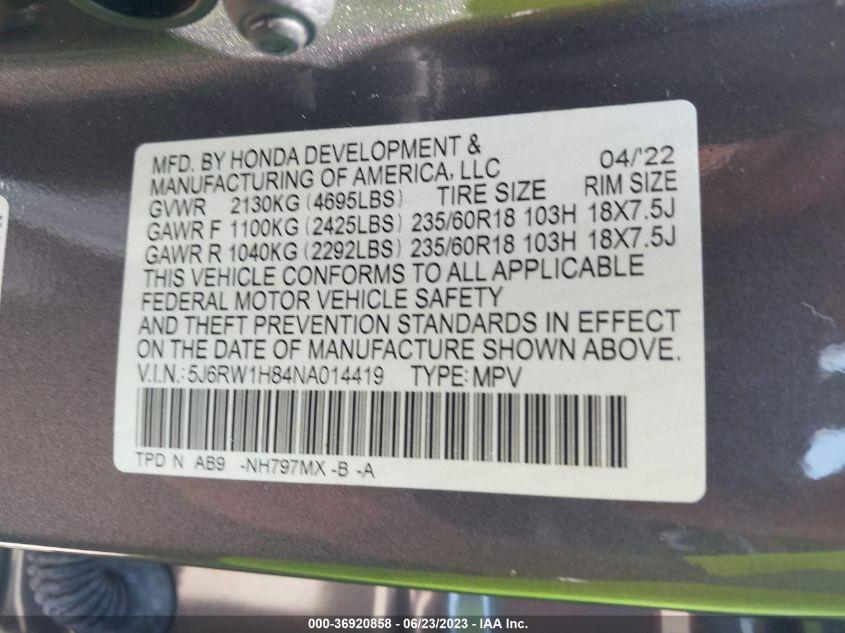 MFD. BY HONDA DEVELOPMENT & 04/'22
MANUFACTURING OF AMERICA, LLC
GVWR 2130KG (4695LBS) TIRE SIZE RIM SIZE
GAWR F 1100KG (2425LBS) 235/60R18 103H 18X7.5J
GAWR R 1040KG (2292LBS) 235/60R18 103H 18X7.5J
THIS VEHICLE CONFORMS TO ALL APPLICABLE
FEDERAL MOTOR VEHICLE SAFETY
AND THEFT PREVENTION STANDARDS IN EFFECT
ON THE DATE OF MANUFACTURE SHOWN ABOVE.
V.I.N.: 5J6RW1H84NA014419 TYPE: MPV
TPD N AB9 -NH797MX -B -A
000-36920858 - 06/23/2023 - IAA Inc.